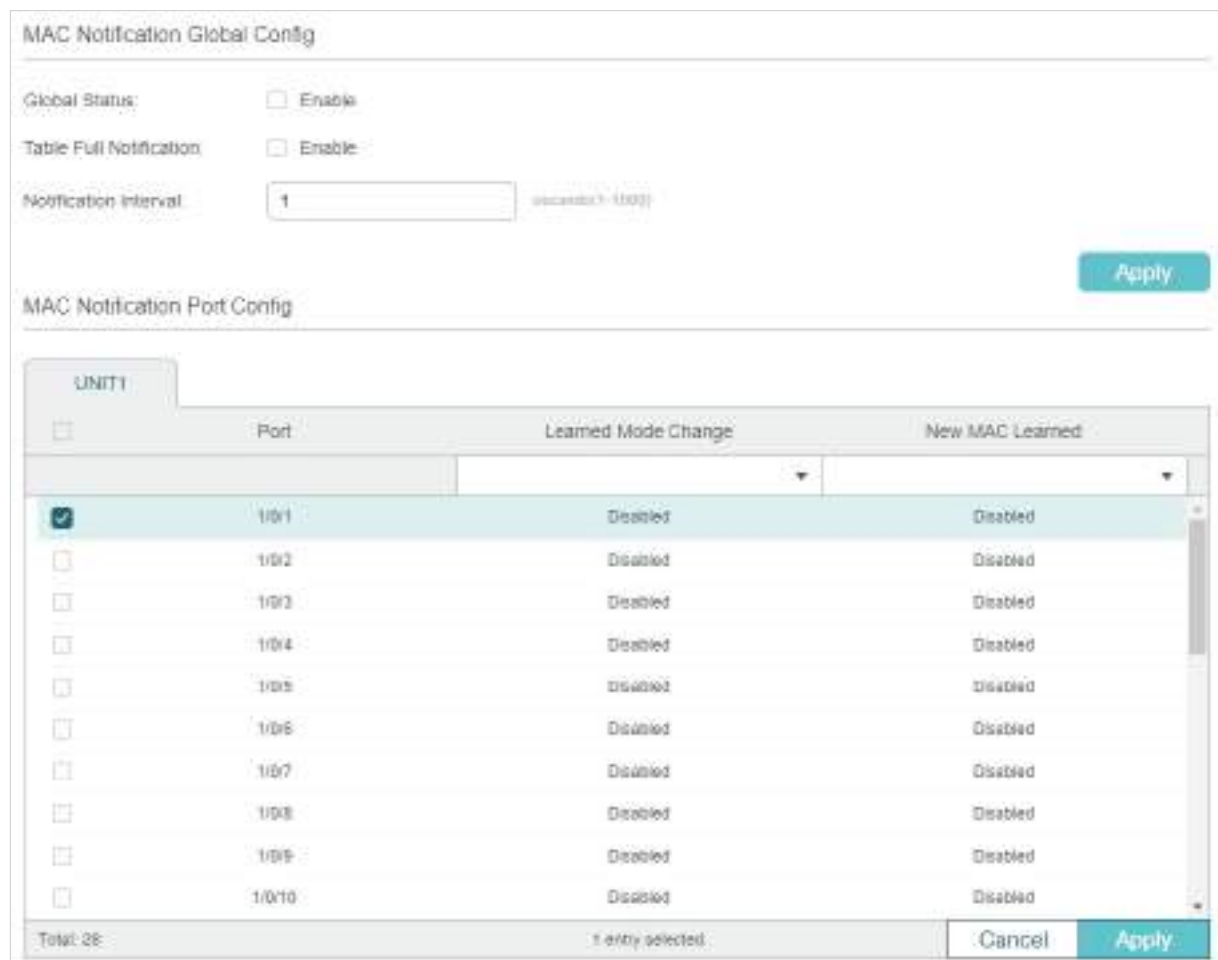 MAC Notification Global Config
Global Status: Enable
Table Full Notification: Enable
Notification Interval: 1 seconds(1-1000)
Apply
MAC Notification Port Config
UNIT1
Port Learned Mode Change New MAC Learned
1/0/1 Disabled Disabled
1/0/2 Disabled Disabled
1/0/3 Disabled Disabled
1/0/4 Disabled Disabled
1/0/5 Disabled Disabled
1/0/6 Disabled Disabled
1/0/7 Disabled Disabled
1/0/8 Disabled Disabled
1/0/9 Disabled Disabled
1/0/10 Disabled Disabled
Total: 28 1 entry selected. Cancel Apply